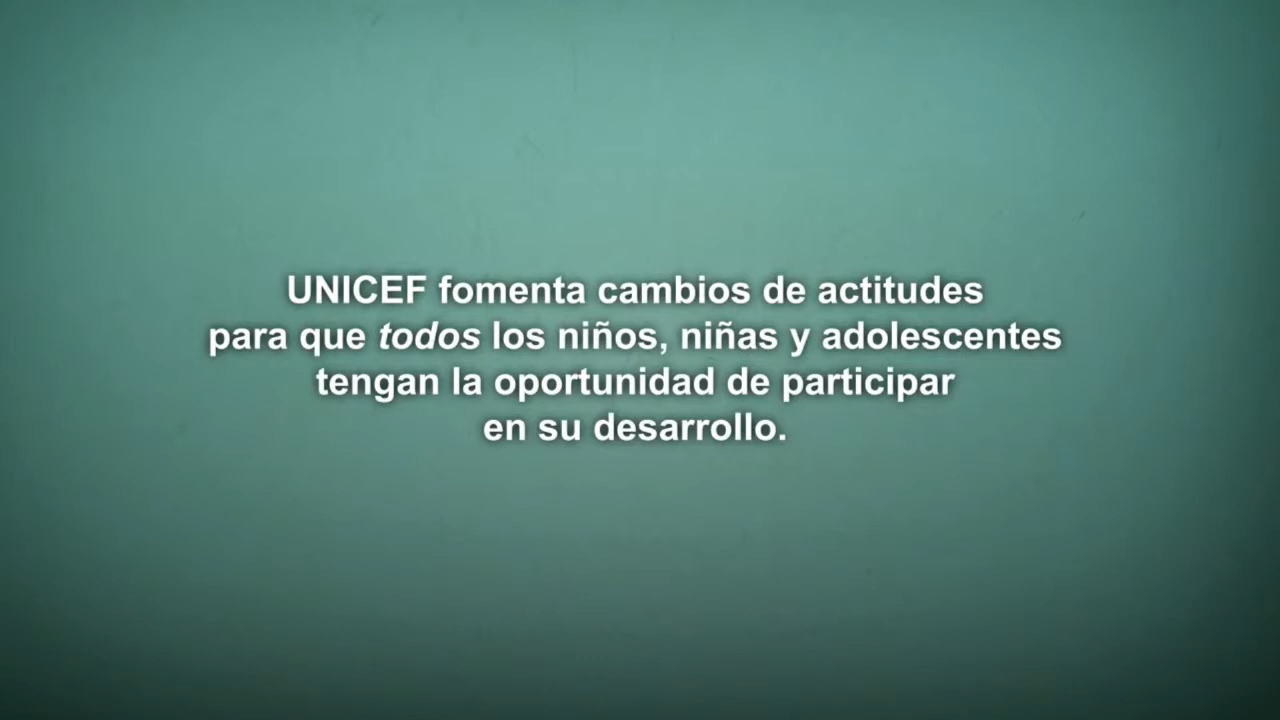 UNICEF fomenta cambios de actitudes
para que todos los niños, niñas y adolescentes
tengan la oportunidad de participar
en su desarrollo.